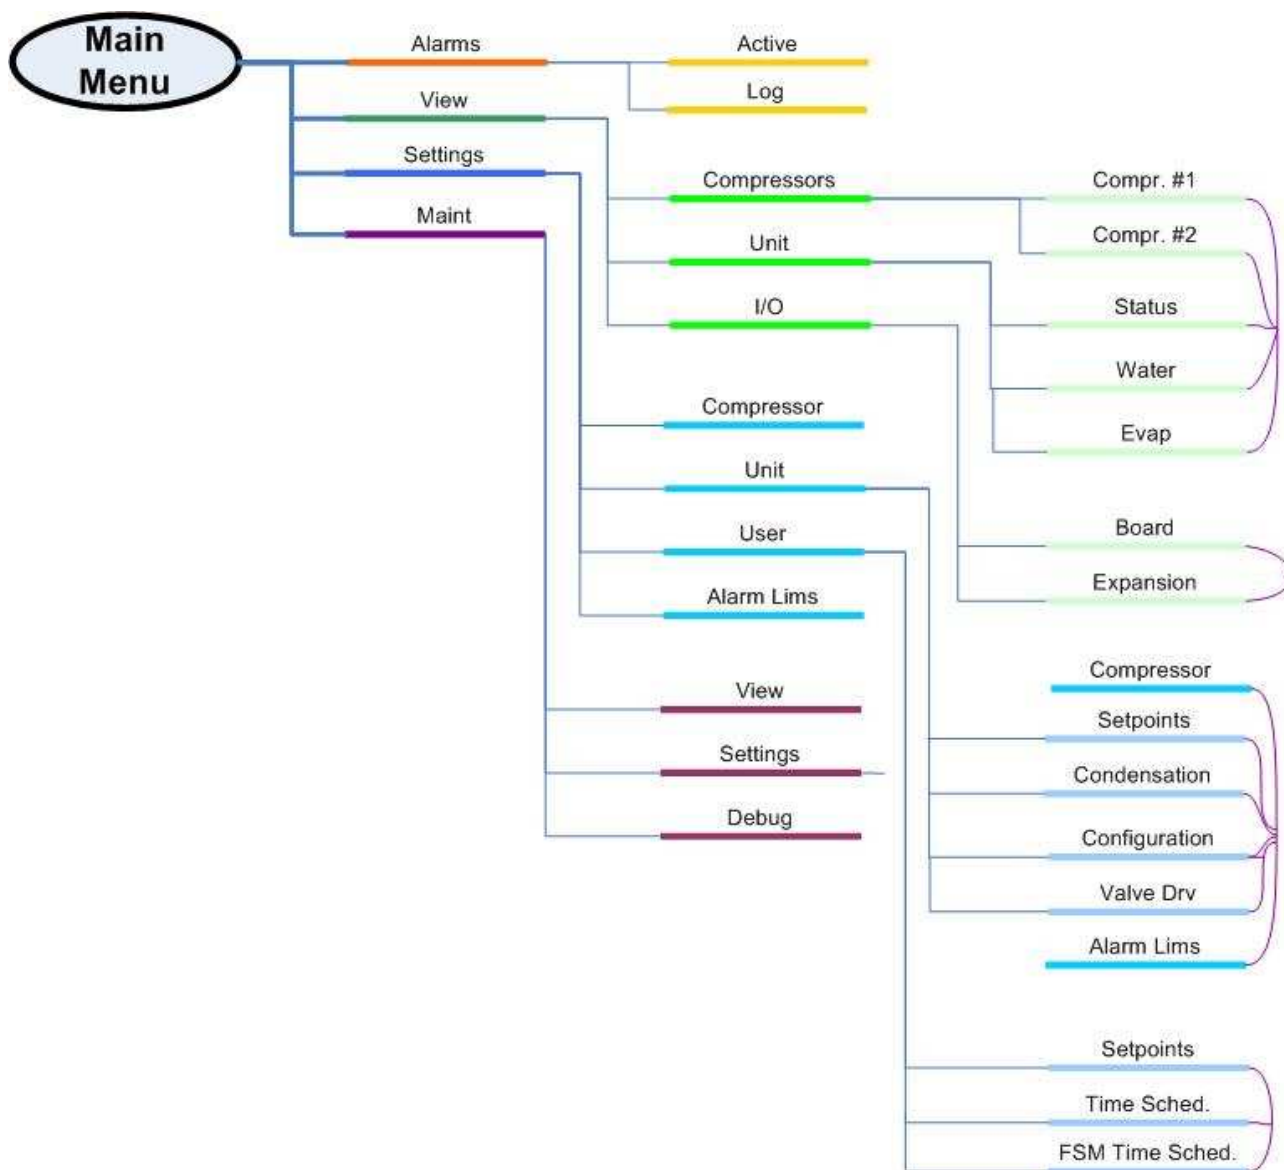 Main
Menu
Alarms
Active
Log
View
Settings
Maint
Compressors
Compr. #1
Compr. #2
Unit
Status
I/O
Water
Evap
Compressor
Unit
User
Board
Alarm Lims
Expansion
Compressor
View
Setpoints
Settings
Condensation
Debug
Configuration
Valve Drv
Alarm Lims
Setpoints
Time Sched.
FSM Time Sched.